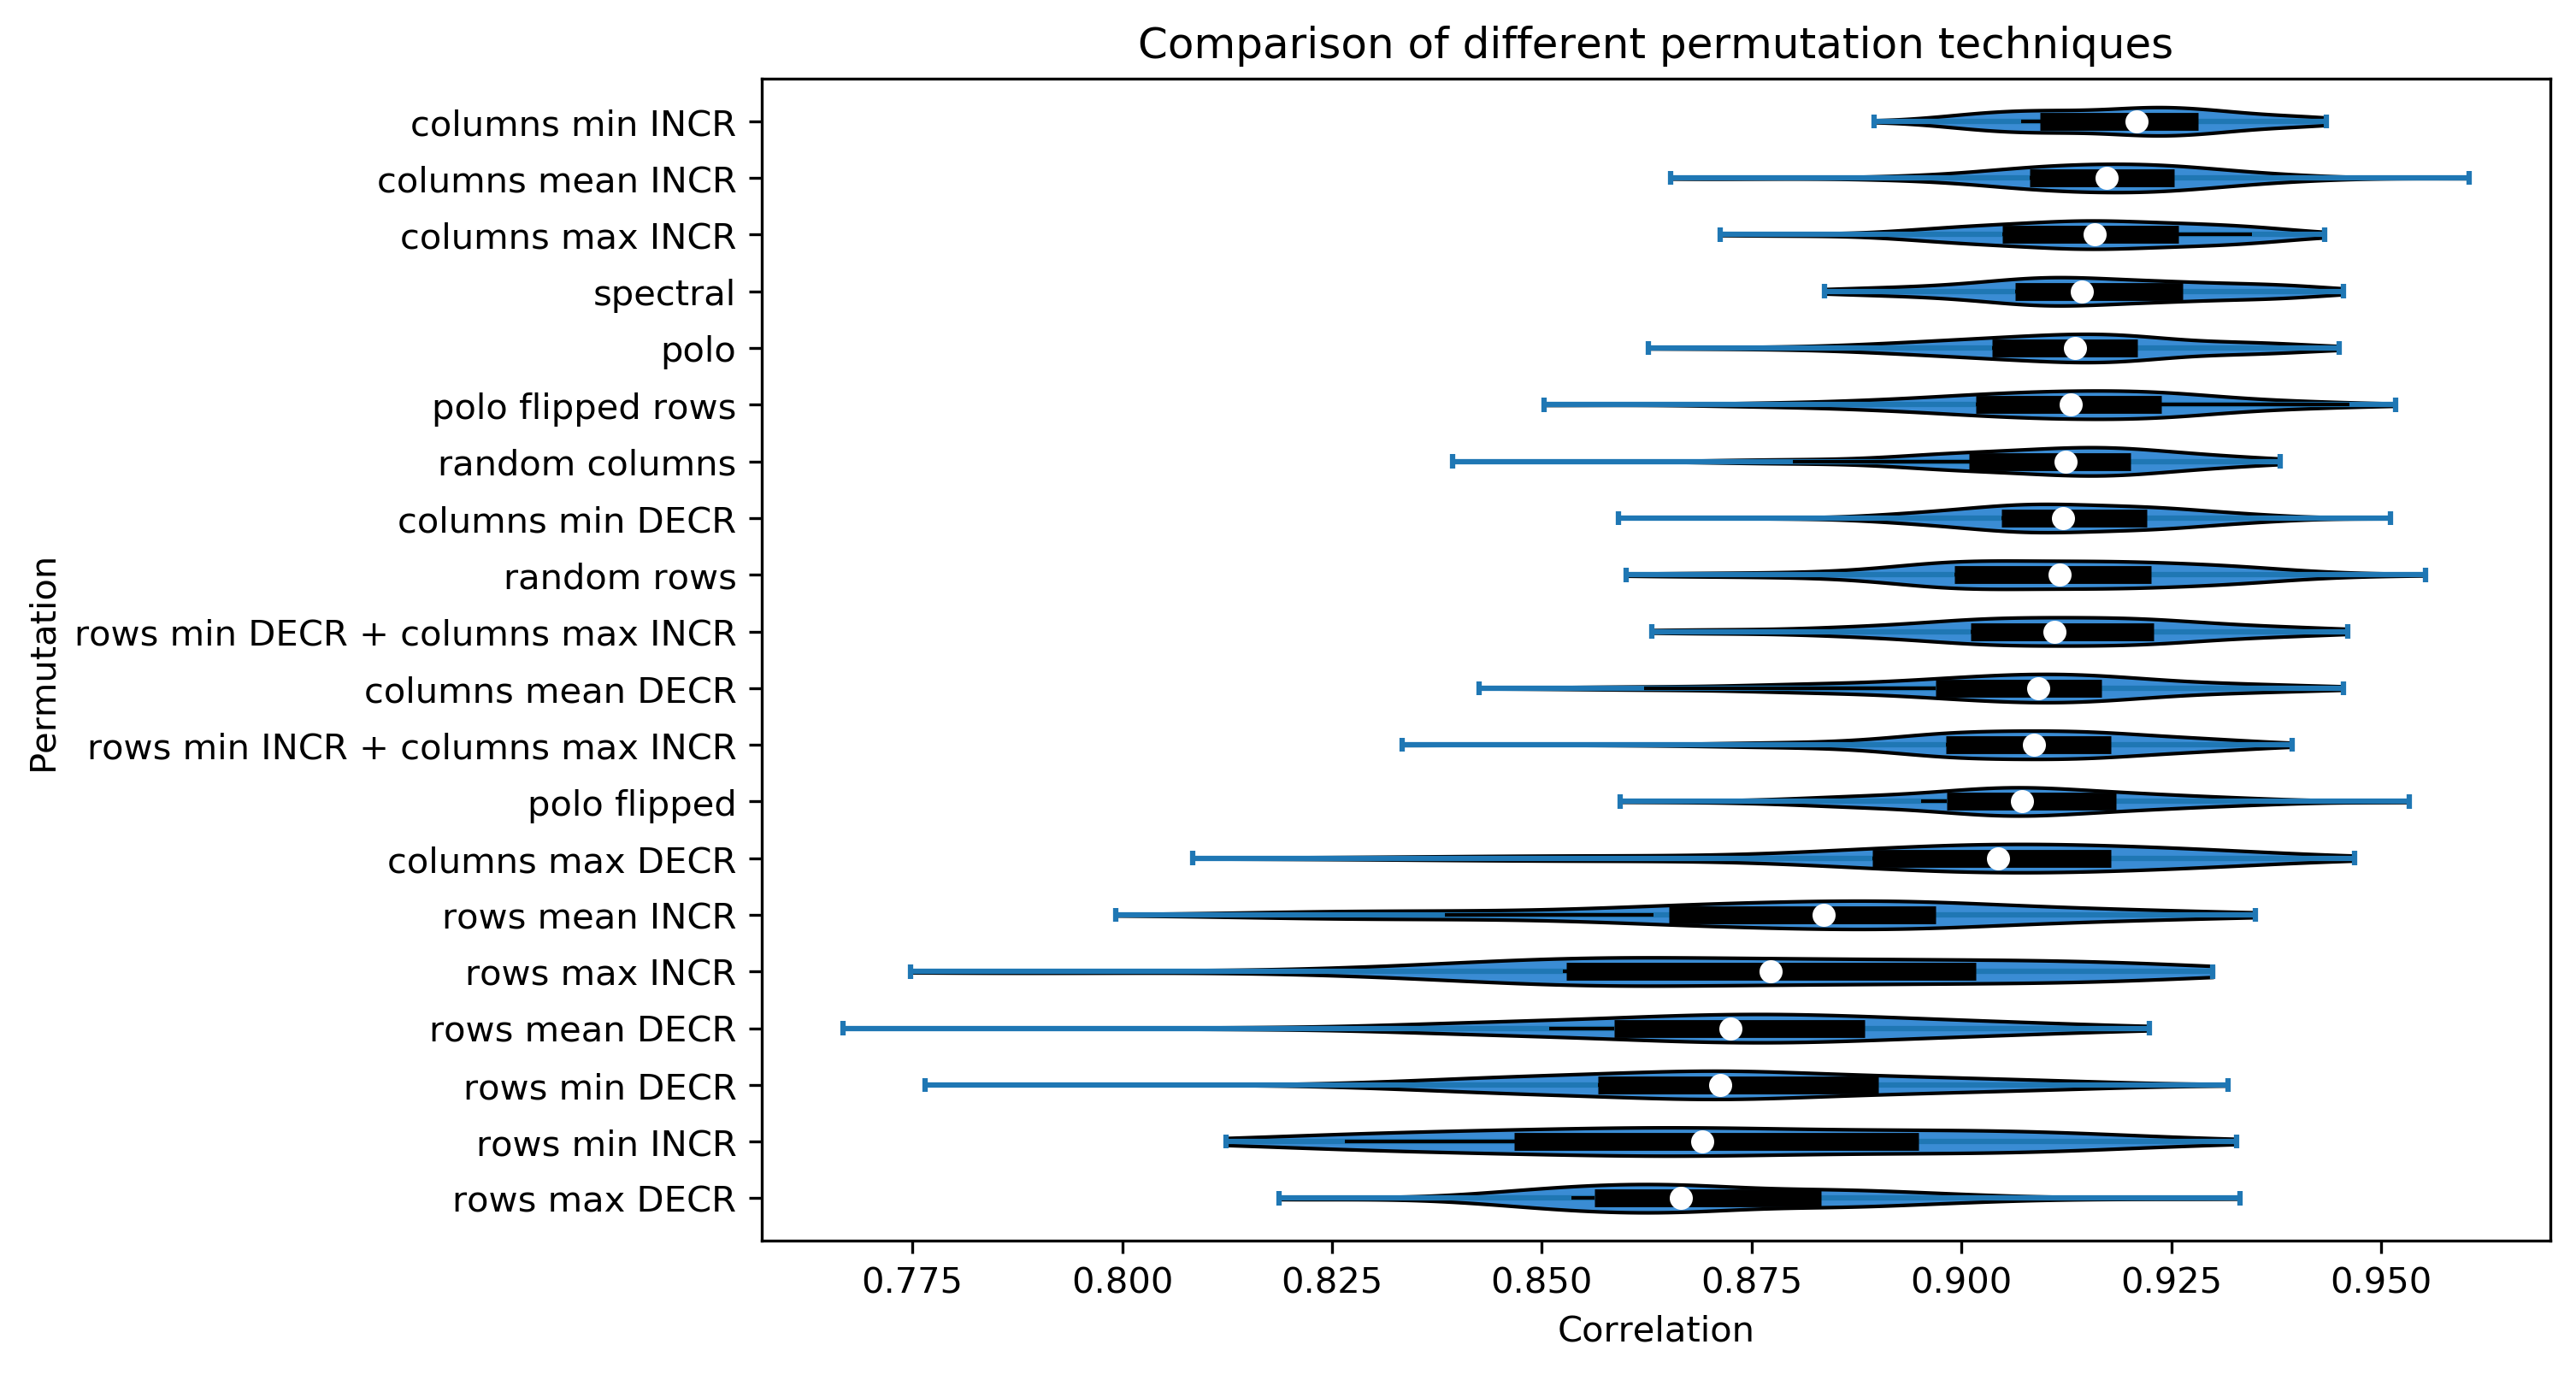 Comparison of different permutation techniques
Permutation
columns min INCR
columns mean INCR
columns max INCR
spectral
polo
polo flipped rows
random columns
columns min DECR
random rows
rows min DECR + columns max INCR
columns mean DECR
rows min INCR + columns max INCR
polo flipped
columns max DECR
rows mean INCR
rows max INCR
rows mean DECR
rows min DECR
rows min INCR
rows max DECR
0.775 0.800 0.825 0.850 0.875 0.900 0.925 0.950
Correlation